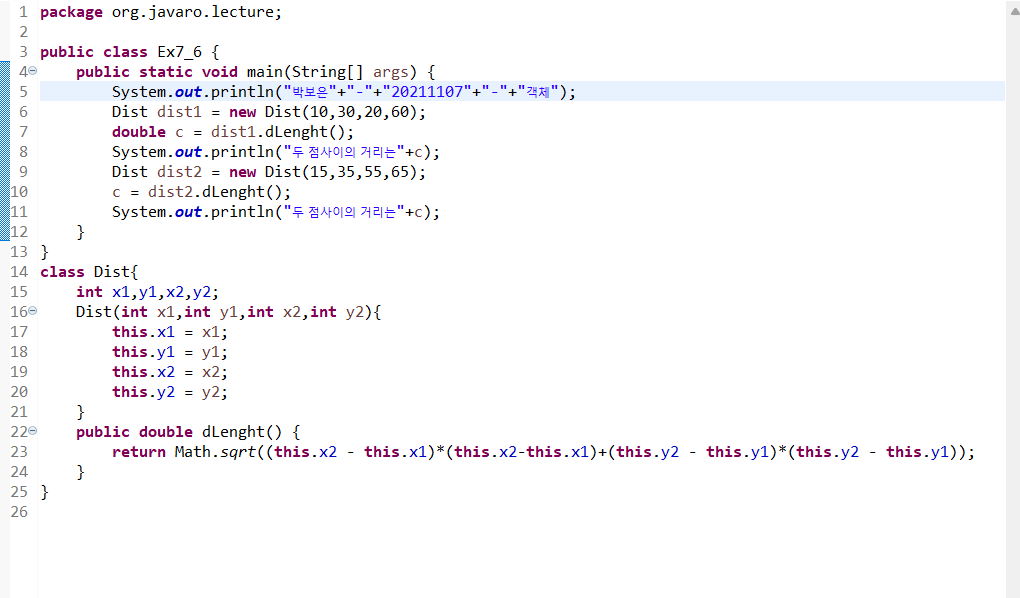 1 package org.javaro.lecture;
2
3 public class Ex7_6 {
4 public static void main(String[] args) {
5 System.out.println("박보은"+"-"+"20211107"+"-"+"객체");
6 Dist dist1 = new Dist(10,30,20,60);
7 double c = dist1.dLenght();
8 System.out.println("두 점사이의 거리는"+c);
9 Dist dist2 = new Dist(15,35,55,65);
10 c = dist2.dLenght();
11 System.out.println("두 점사이의 거리는"+c);
12 }
13 }
14 class Dist{
15 int x1,y1,x2,y2;
16 Dist(int x1,int y1,int x2,int y2){
17 this.x1 = x1;
18 this.y1 = y1;
19 this.x2 = x2;
20 this.y2 = y2;
21 }
22 public double dLenght() {
23 return Math.sqrt((this.x2 - this.x1)*(this.x2-this.x1)+(this.y2 - this.y1)*(this.y2 - this.y1));
24 }
25 }
26